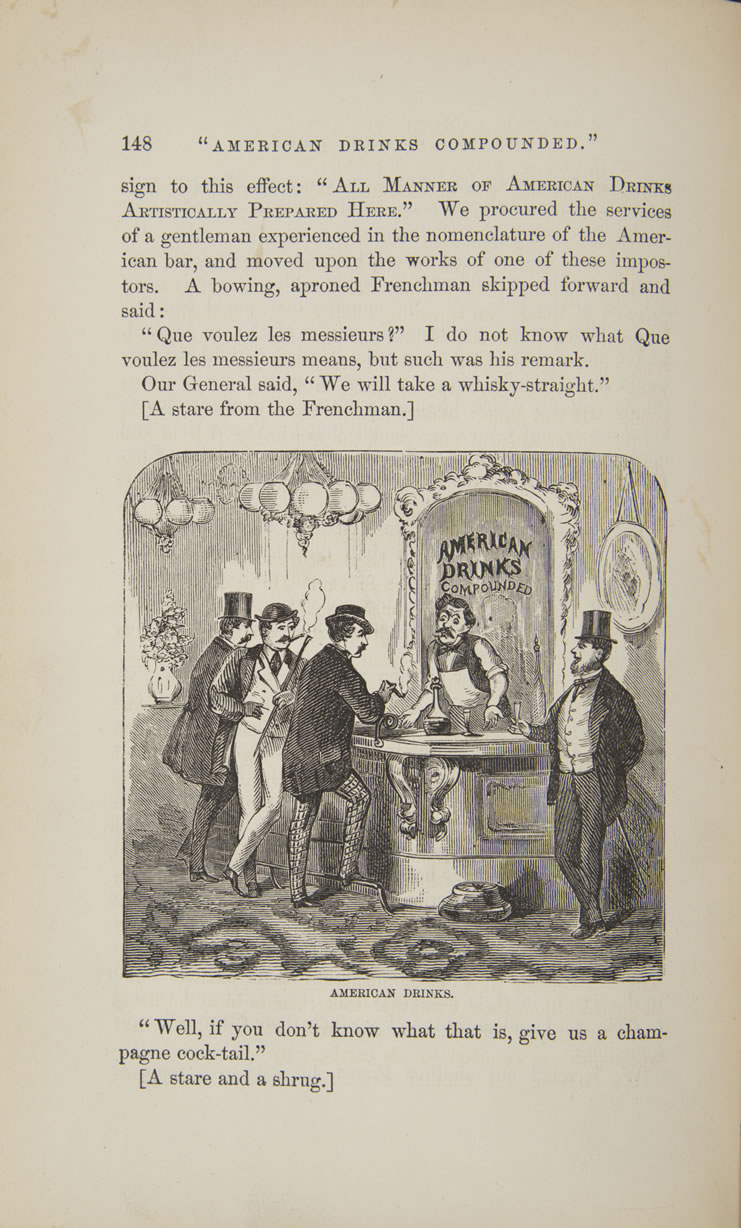 148 “AMERICAN DRINKS COMPOUNDED.”
sign to this effect: “All Manner of American Drinks
Artistically Prepared Here.” We procured the services
of a gentleman experienced in the nomenclature of the Amer-
ican bar, and moved upon the works of one of these impos-
tors. A bowing, aproned Frenchman skipped forward and
said:
“Que voulez les messieurs?” I do not know what Que
voulez les messieurs means, but such was his remark.
Our General said, “We will take a whisky-straight.”
[A stare from the Frenchman.]
AMERICAN
DRINKS
COMPOUNDED
AMERICAN DRINKS.
“Well, if you don’t know what that is, give us a cham-
pagne cock-tail.”
[A stare and a shrug.]